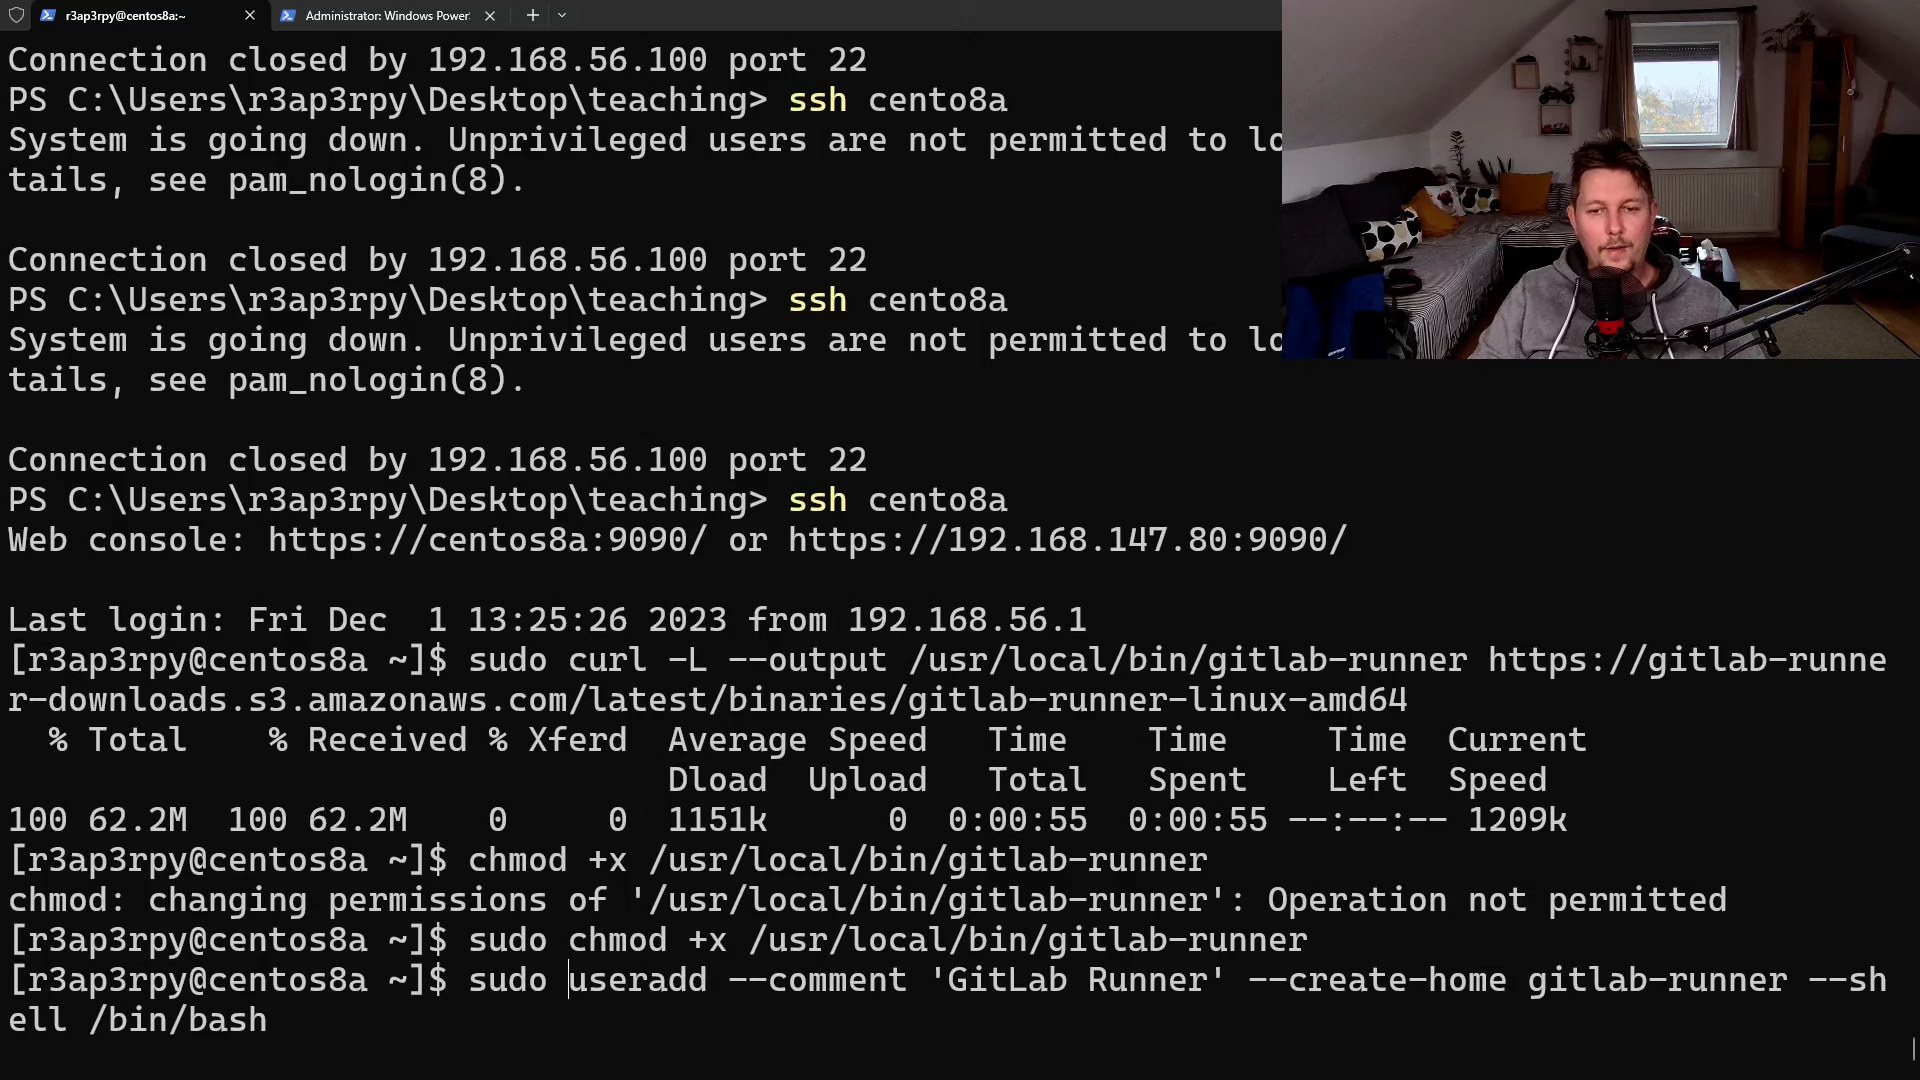 r3ap3rpy@centos8a:~
Administrator: Windows Power
Connection closed by 192.168.56.100 port 22
PS C:\Users\r3ap3rpy\Desktop\teaching> ssh cento8a
System is going down. Unprivileged users are not permitted to lo
tails, see pam_nologin(8).
Connection closed by 192.168.56.100 port 22
PS C:\Users\r3ap3rpy\Desktop\teaching> ssh cento8a
System is going down. Unprivileged users are not permitted to lo
tails, see pam_nologin(8).
Connection closed by 192.168.56.100 port 22
PS C:\Users\r3ap3rpy\Desktop\teaching> ssh cento8a
Web console: https://centos8a:9090/ or https://192.168.147.80:9090/
Last login: Fri Dec  1 13:25:26 2023 from 192.168.56.1
[r3ap3rpy@centos8a ~]$ sudo curl -L --output /usr/local/bin/gitlab-runner https://gitlab-runne
r-downloads.s3.amazonaws.com/latest/binaries/gitlab-runner-linux-amd64
% Total    % Received % Xferd  Average Speed   Time    Time     Time  Current
Dload  Upload   Total   Spent    Left  Speed
100 62.2M  100 62.2M    0     0  1151k      0  0:00:55  0:00:55 --:--:-- 1209k
[r3ap3rpy@centos8a ~]$ chmod +x /usr/local/bin/gitlab-runner
chmod: changing permissions of '/usr/local/bin/gitlab-runner': Operation not permitted
[r3ap3rpy@centos8a ~]$ sudo chmod +x /usr/local/bin/gitlab-runner
[r3ap3rpy@centos8a ~]$ sudo useradd --comment 'GitLab Runner' --create-home gitlab-runner --sh
ell /bin/bash